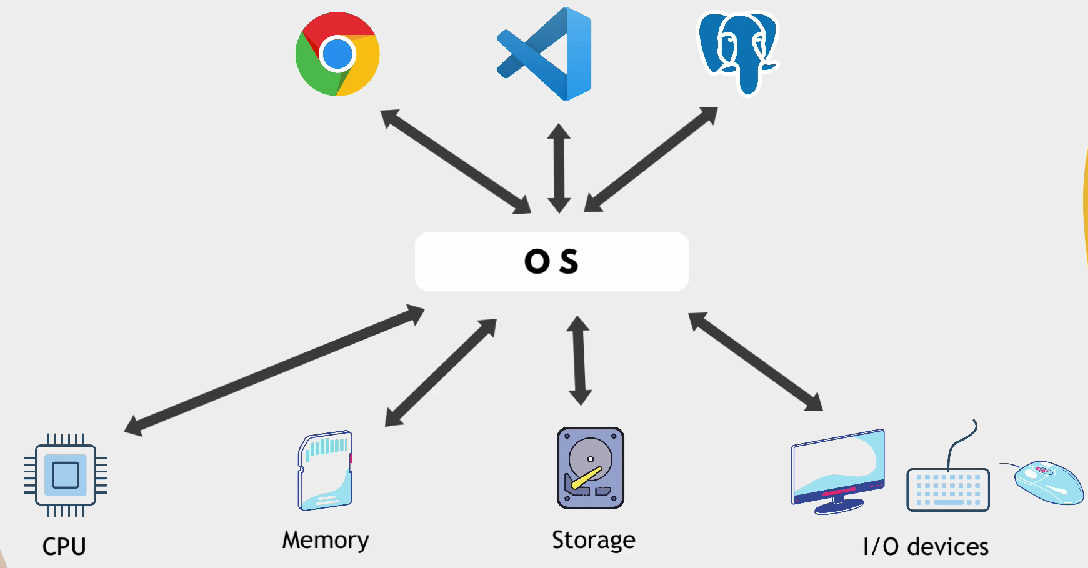 OS
CPU
Memory
Storage
I/O devices